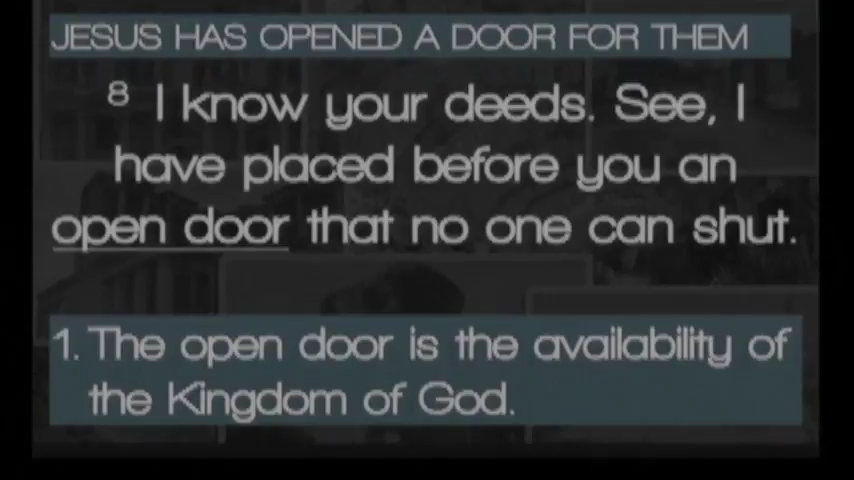 JESUS HAS OPENED A DOOR FOR THEM
8 I know your deeds. See, I
have placed before you an
open door that no one can shut.
1. The open door is the availability of
the Kingdom of God.